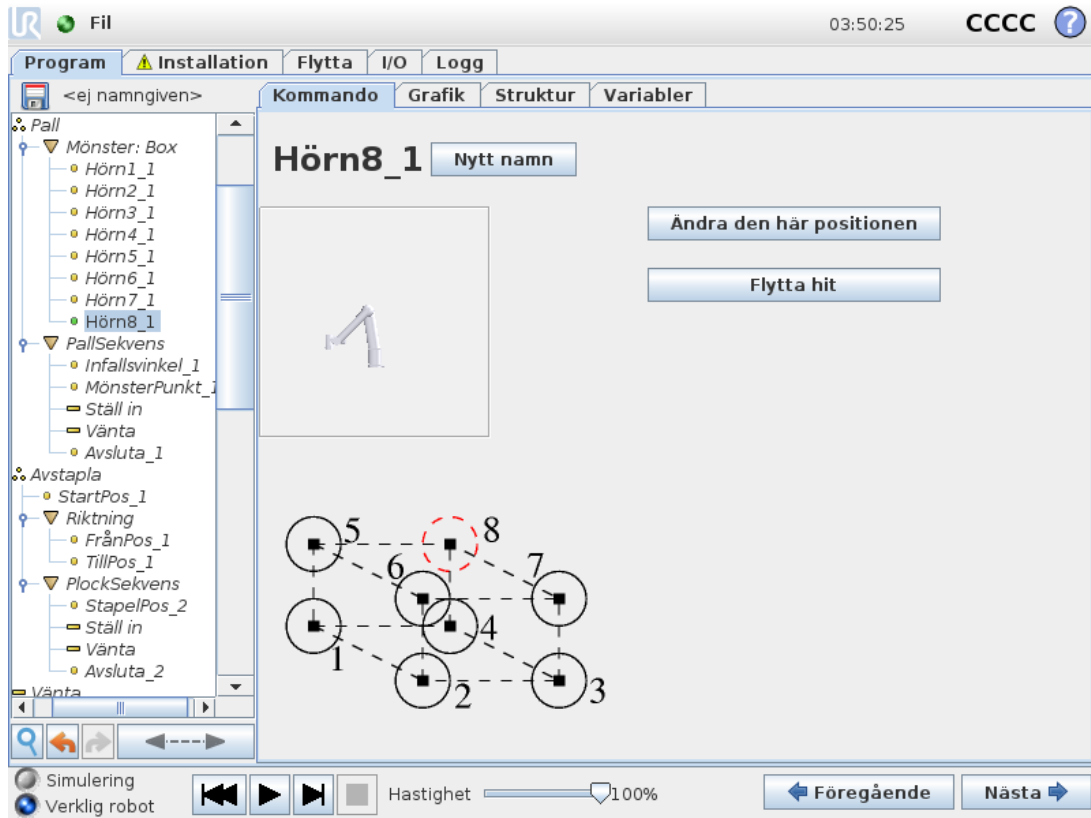 UR Fil 03:50:25 CCCC ?
Program Installation Flytta I/O Logg
<ej namngiven>
Kommando Grafik Struktur Variabler
Pall
Mönster: Box
Hörn1_1
Hörn2_1
Hörn3_1
Hörn4_1
Hörn5_1
Hörn6_1
Hörn7_1
Hörn8_1
PallSekvens
Infallsvinkel_1
MönsterPunkt_1
Ställ in
Vänta
Avsluta_1
Avstapla
StartPos_1
Riktning
FrånPos_1
TillPos_1
PlockSekvens
StapelPos_2
Ställ in
Vänta
Avsluta_2
Vänta
Hörn8_1 Nytt namn
Ändra den här positionen
Flytta hit
5 8
6 7
1 4
2 3
Simulering
Verklig robot
Hastighet 100%
Föregående Nästa